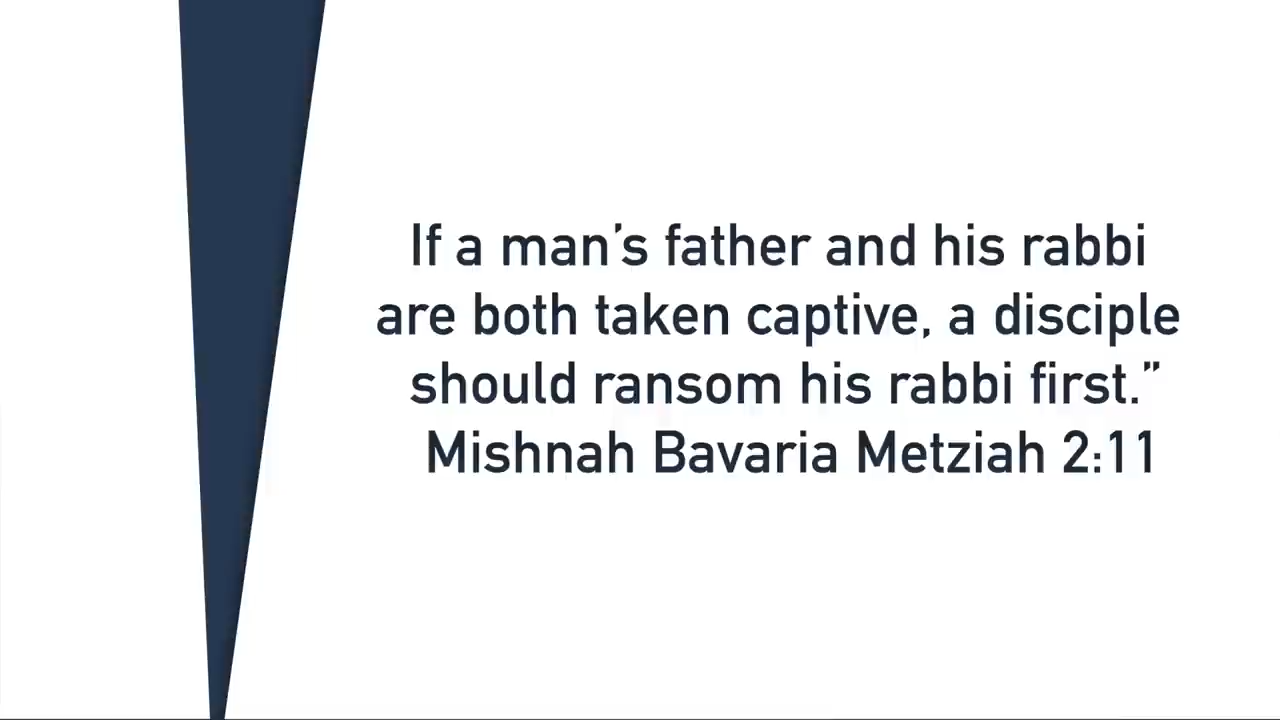 If a man’s father and his rabbi
are both taken captive, a disciple
should ransom his rabbi first.”
Mishnah Bavaria Metziah 2:11